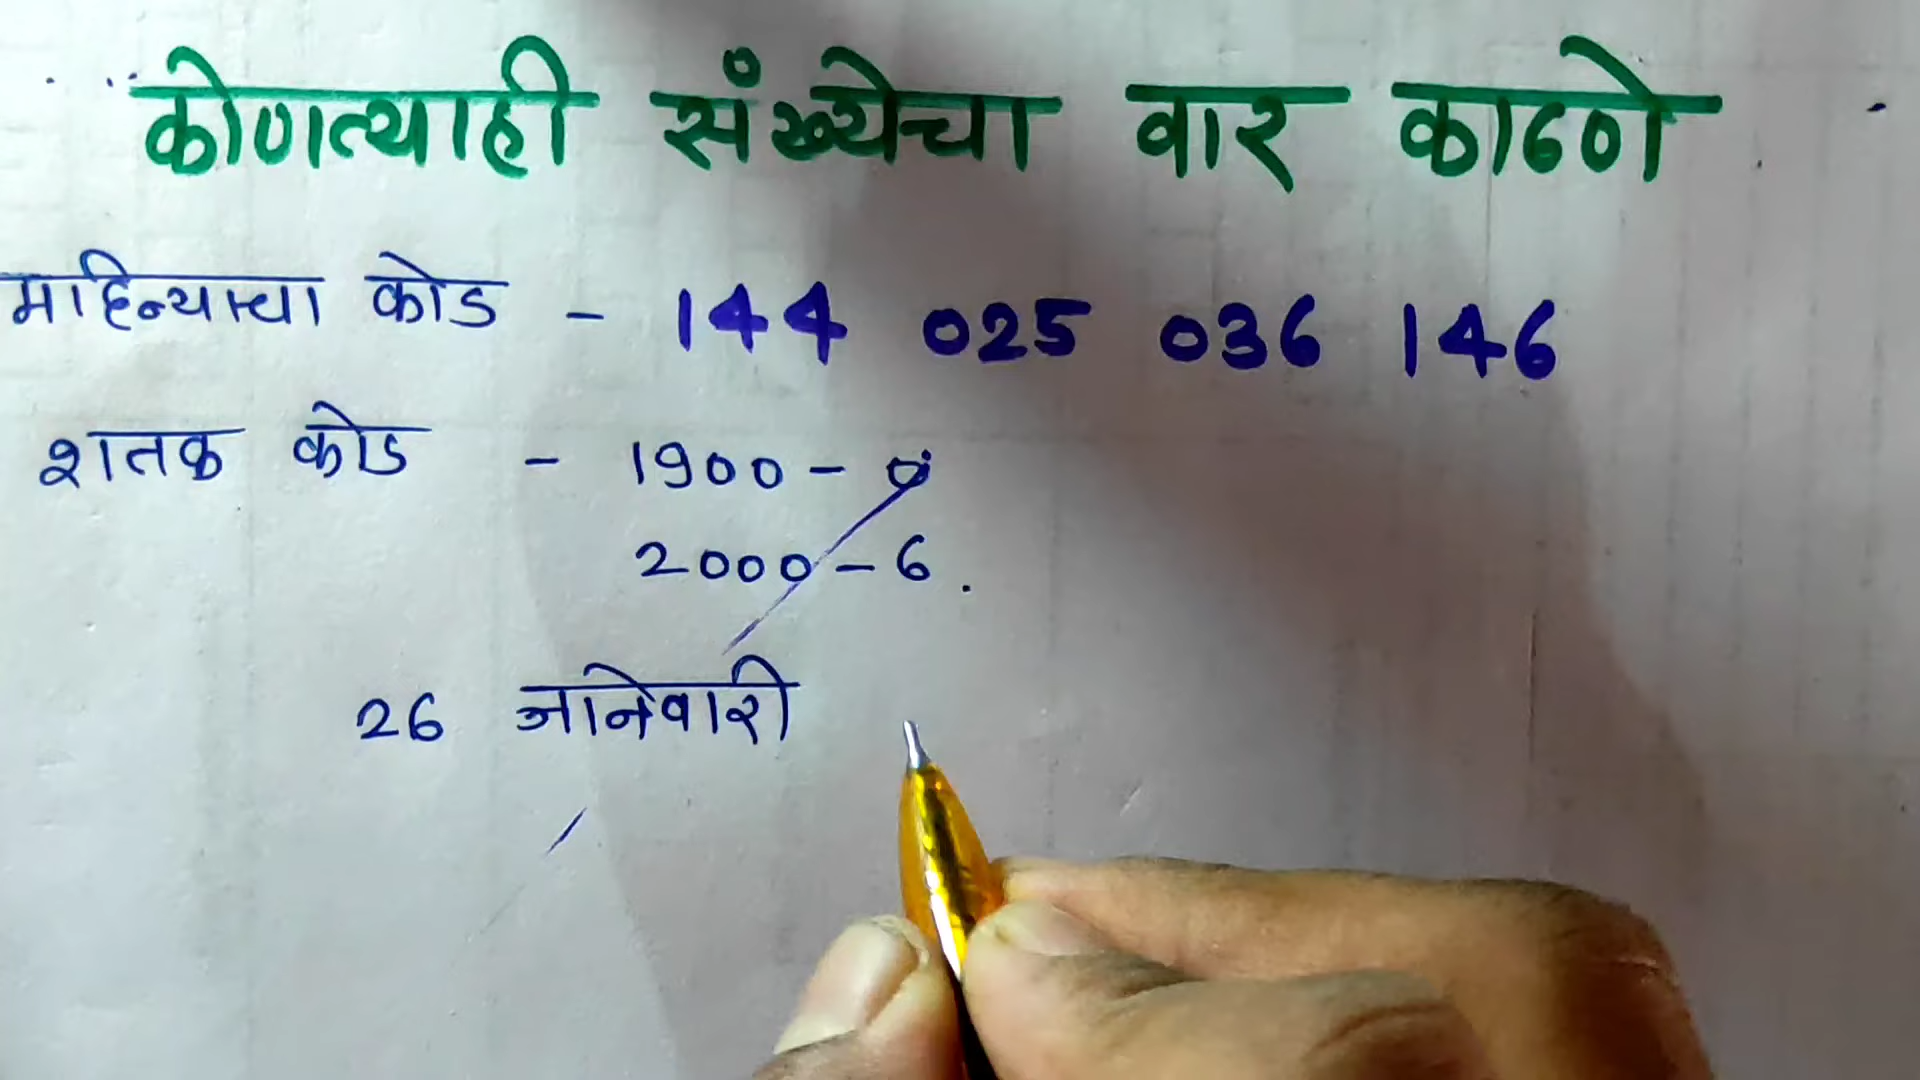 कोणत्याही संख्येचा वार काढणे
महिन्याचा कोड - 144 025 036 146
शतक कोड - 1900 - 0
2000 - 6.
26 जानेवारी